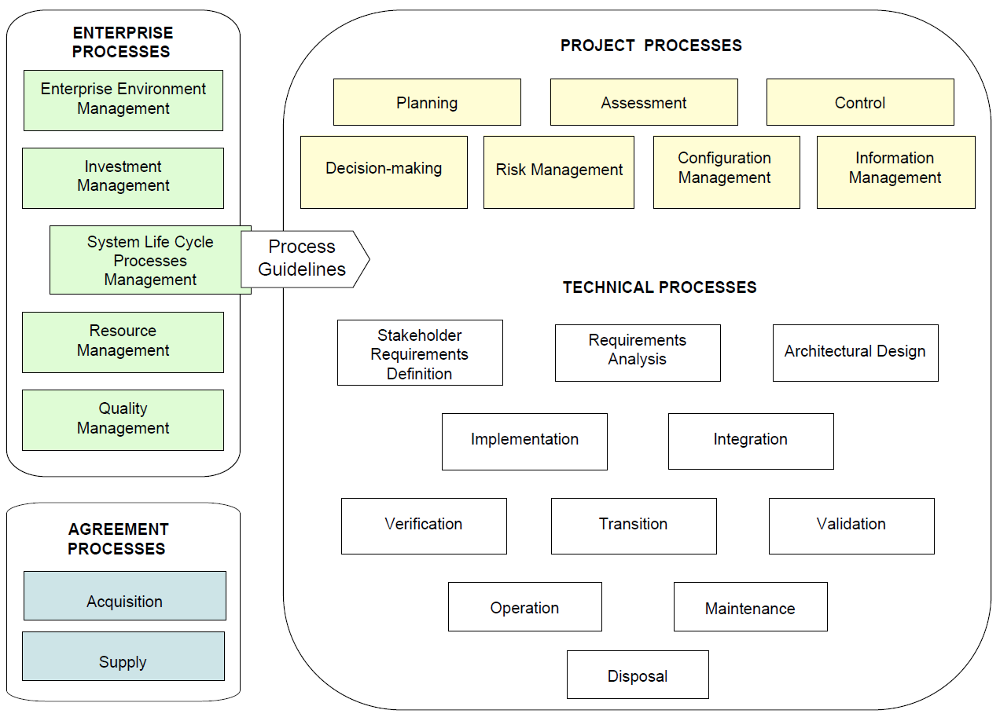 ENTERPRISE
PROCESSES
Enterprise Environment
Management
Investment
Management
System Life Cycle
Processes
Management
Resource
Management
Quality
Management
AGREEMENT
PROCESSES
Acquisition
Supply
Process
Guidelines
PROJECT PROCESSES
Planning
Assessment
Control
Decision-making
Risk Management
Configuration
Management
Information
Management
TECHNICAL PROCESSES
Stakeholder
Requirements
Definition
Requirements
Analysis
Architectural Design
Implementation
Integration
Verification
Transition
Validation
Operation
Maintenance
Disposal